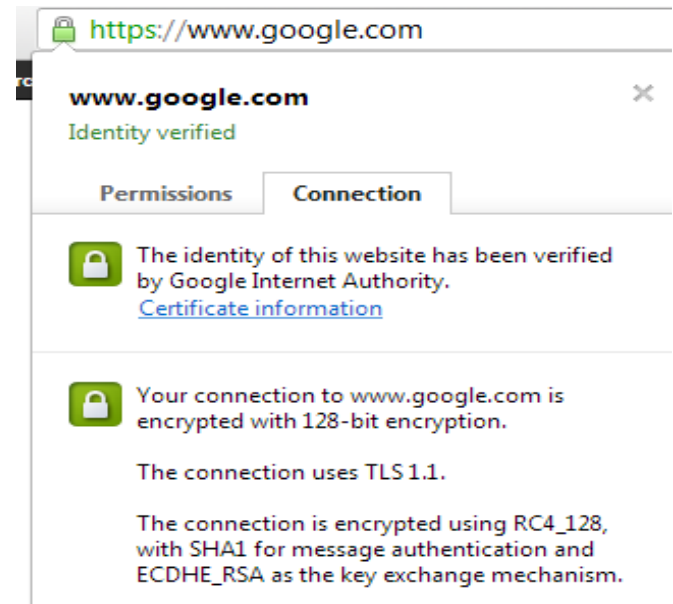 https://www.google.com
rc
www.google.com
Identity verified
Permissions Connection
The identity of this website has been verified
by Google Internet Authority.
Certificate information
Your connection to www.google.com is
encrypted with 128-bit encryption.
The connection uses TLS 1.1.
The connection is encrypted using RC4_128,
with SHA1 for message authentication and
ECDHE_RSA as the key exchange mechanism.